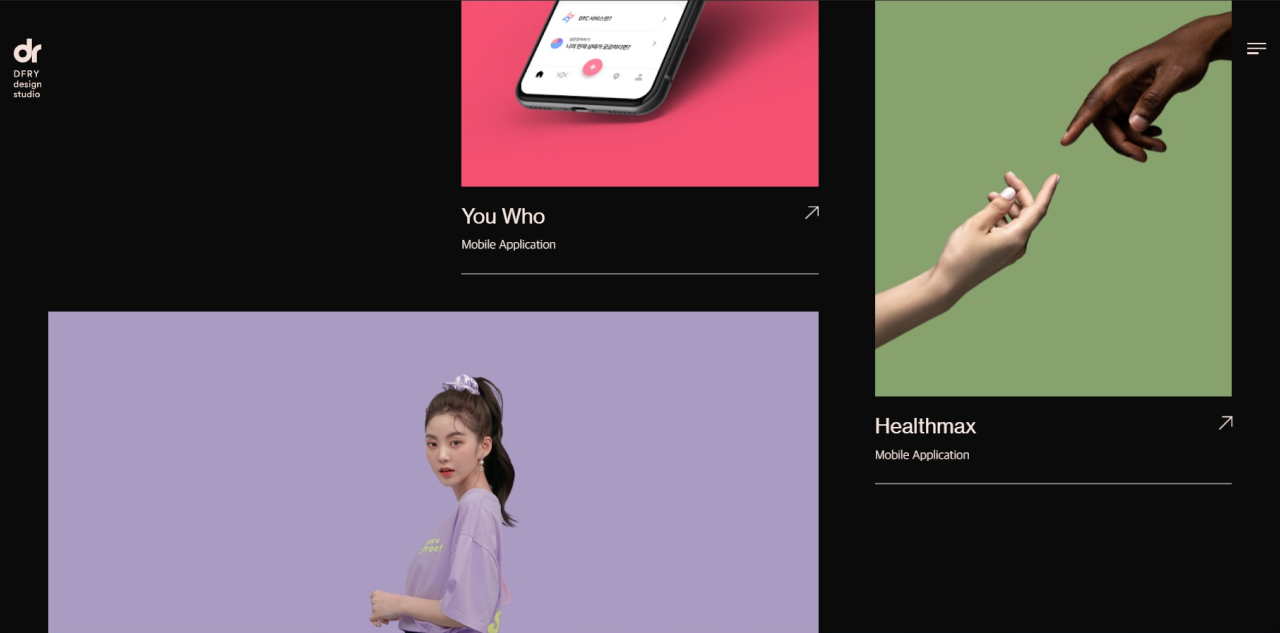 dr
DFRY
design
studio
DTC 서비스란?
나의 현재 상태가 궁금하다면?
You Who
Mobile Application
Healthmax
Mobile Application